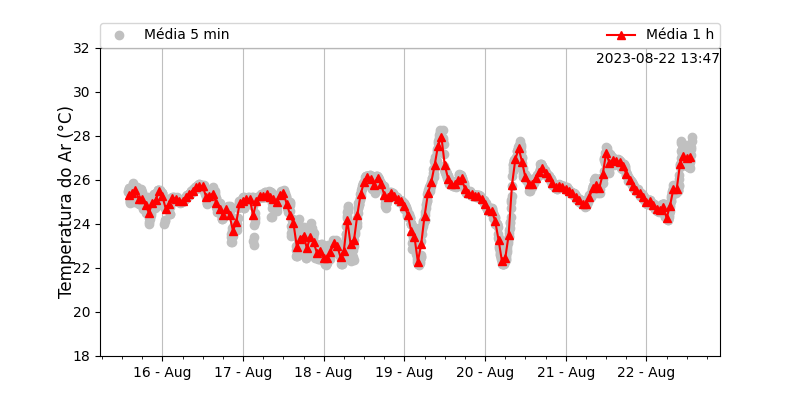 Média 5 min
Média 1 h
2023-08-22 13:47
Temperatura do Ar (°C)
32
30
28
26
24
22
20
18
16 - Aug
17 - Aug
18 - Aug
19 - Aug
20 - Aug
21 - Aug
22 - Aug